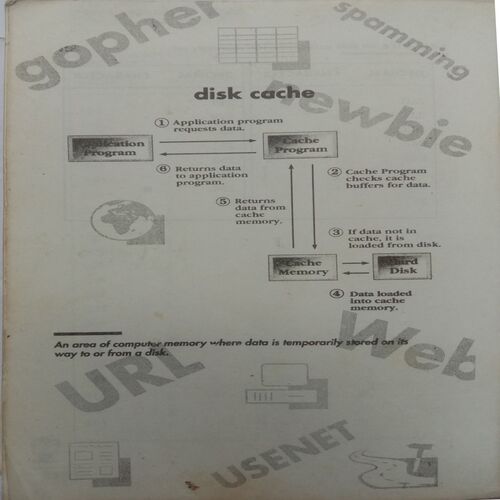 gopher
spamming
newbie
disk cache
① Application program
requests data.
Application
Program
Cache
Program
⑥ Returns data
to application
program.
② Cache Program
checks cache
buffers for data.
⑤ Returns
data from
cache
memory.
③ If data not in
cache, it is
loaded from disk.
Cache
Memory
Hard
Disk
④ Data loaded
into cache
memory.
An area of computer memory where data is temporarily stored on its
way to or from a disk.
Web
URL
USENET